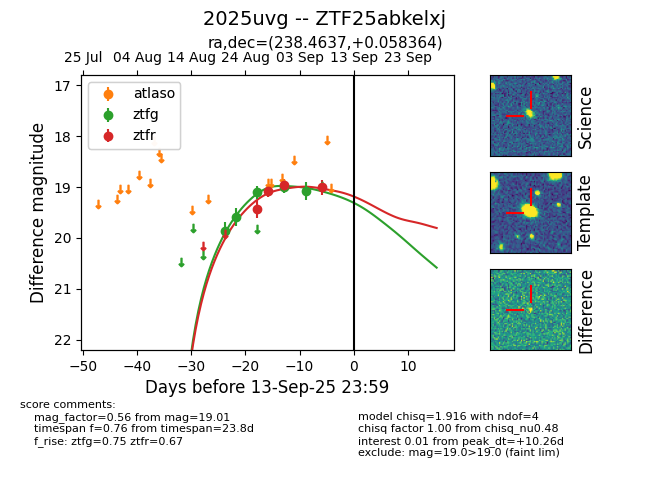 2025uvg -- ZTF25abkelxj
ra,dec=(238.4637,+0.058364)
25 Jul 04 Aug 14 Aug 24 Aug 03 Sep 13 Sep 23 Sep
17
18
19
20
21
22
Difference magnitude
atlaso
ztfg
ztfr
−50 −40 −30 −20 −10 0 10
Days before 13-Sep-25 23:59
Science
Template
Difference
score comments:
mag_factor=0.56 from mag=19.01
timespan f=0.76 from timespan=23.8d
f_rise: ztfg=0.75 ztfr=0.67
model chisq=1.916 with ndof=4
chisq factor 1.00 from chisq_nu0.48
interest 0.01 from peak_dt=+10.26d
exclude: mag=19.0>19.0 (faint lim)